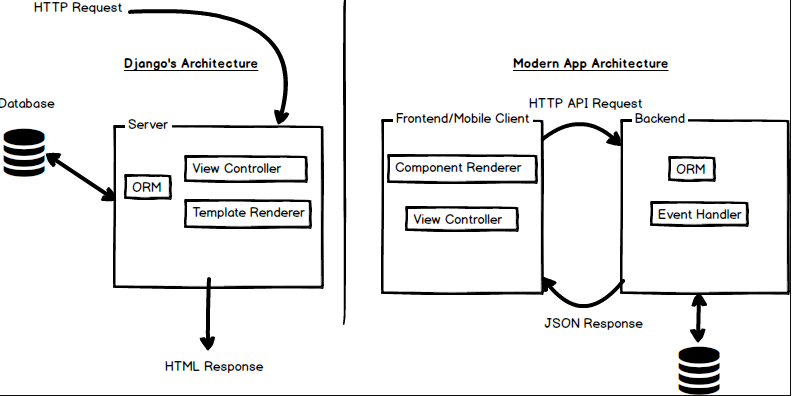 HTTP Request
Django's Architecture
Database
Server
View Controller
ORM
Template Renderer
HTML Response
Modern App Architecture
HTTP API Request
Frontend/Mobile Client
Backend
Component Renderer
ORM
View Controller
Event Handler
JSON Response